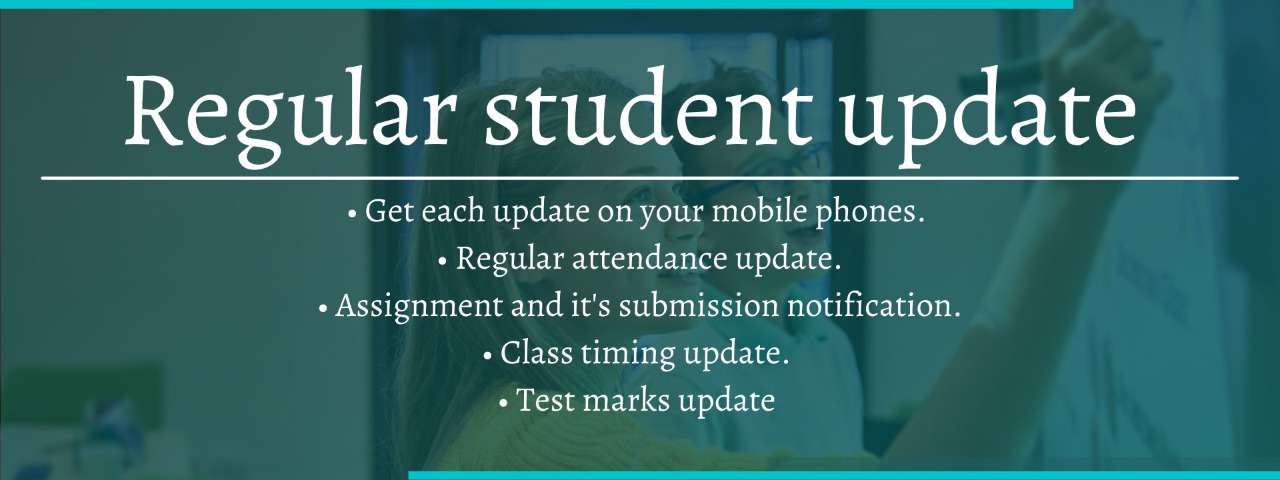 Regular student update
• Get each update on your mobile phones.
• Regular attendance update.
• Assignment and it's submission notification.
• Class timing update.
• Test marks update